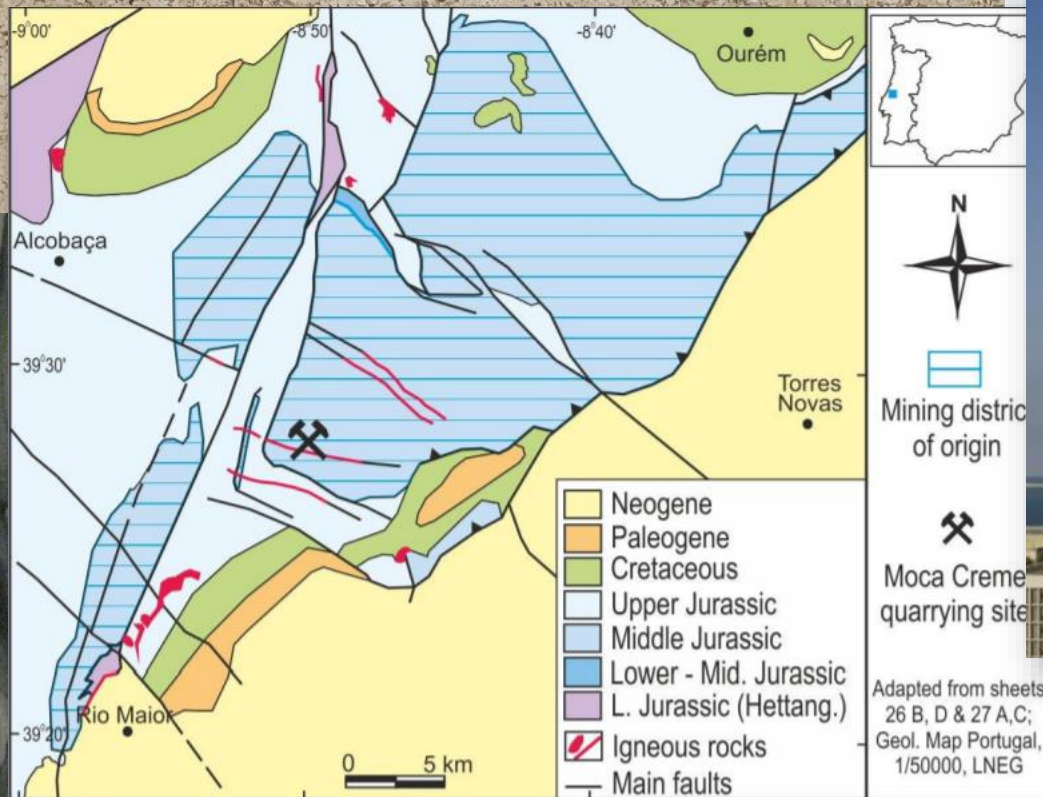 -9°00'
-8°50'
-8°40'
Ourém
Alcobaça
39°30'
Torres
Novas
Rio Maior
39°20'
0 5 km
Neogene
Paleogene
Cretaceous
Upper Jurassic
Middle Jurassic
Lower - Mid. Jurassic
L. Jurassic (Hettang.)
Igneous rocks
Main faults
N
Mining distric
of origin
Moca Creme
quarrying site
Adapted from sheets
26 B, D & 27 A,C;
Geol. Map Portugal,
1/50000, LNEG